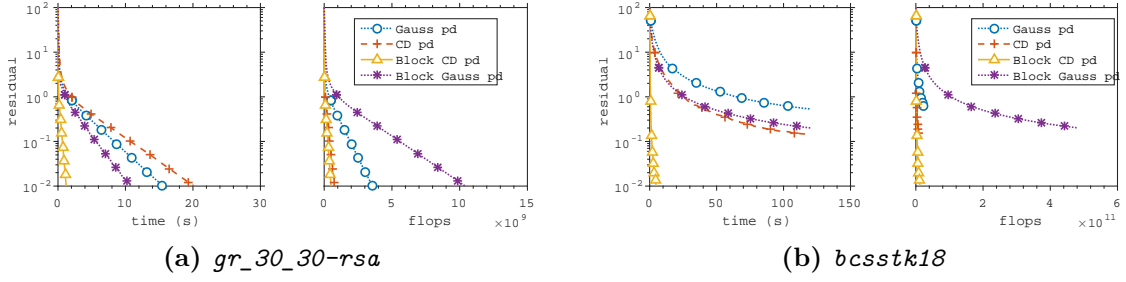 residual
10^2
10^1
10^0
10^-1
10^-2
0
10
20
30
time (s)
Gauss pd
CD pd
Block CD pd
Block Gauss pd
0
5
10
15
flops
×10^9
(a) gr_30_30-rsa
residual
10^2
10^1
10^0
10^-1
10^-2
0
50
100
150
time (s)
Gauss pd
CD pd
Block CD pd
Block Gauss pd
0
2
4
6
flops
×10^11
(b) bcsstk18